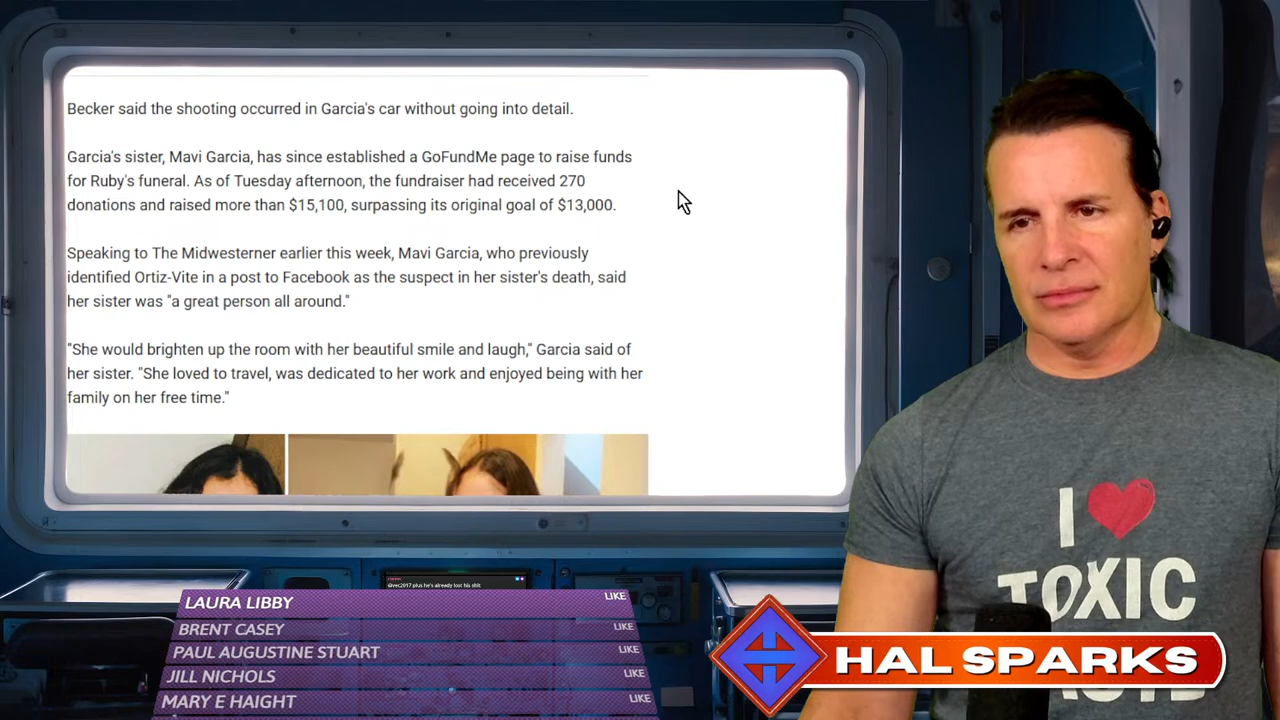 Becker said the shooting occurred in Garcia's car without going into detail.
Garcia's sister, Mavi Garcia, has since established a GoFundMe page to raise funds
for Ruby's funeral. As of Tuesday afternoon, the fundraiser had received 270
donations and raised more than $15,100, surpassing its original goal of $13,000.
Speaking to The Midwesterner earlier this week, Mavi Garcia, who previously
identified Ortiz-Vite in a post to Facebook as the suspect in her sister's death, said
her sister was "a great person all around."
"She would brighten up the room with her beautiful smile and laugh," Garcia said of
her sister. "She loved to travel, was dedicated to her work and enjoyed being with her
family on her free time."
@vec2017 plus he's already lost his shit
LAURA LIBBY LIKE
BRENT CASEY LIKE
PAUL AUGUSTINE STUART LIKE
JILL NICHOLS LIKE
MARY E HAIGHT LIKE
I
TOXIC
HAL SPARKS